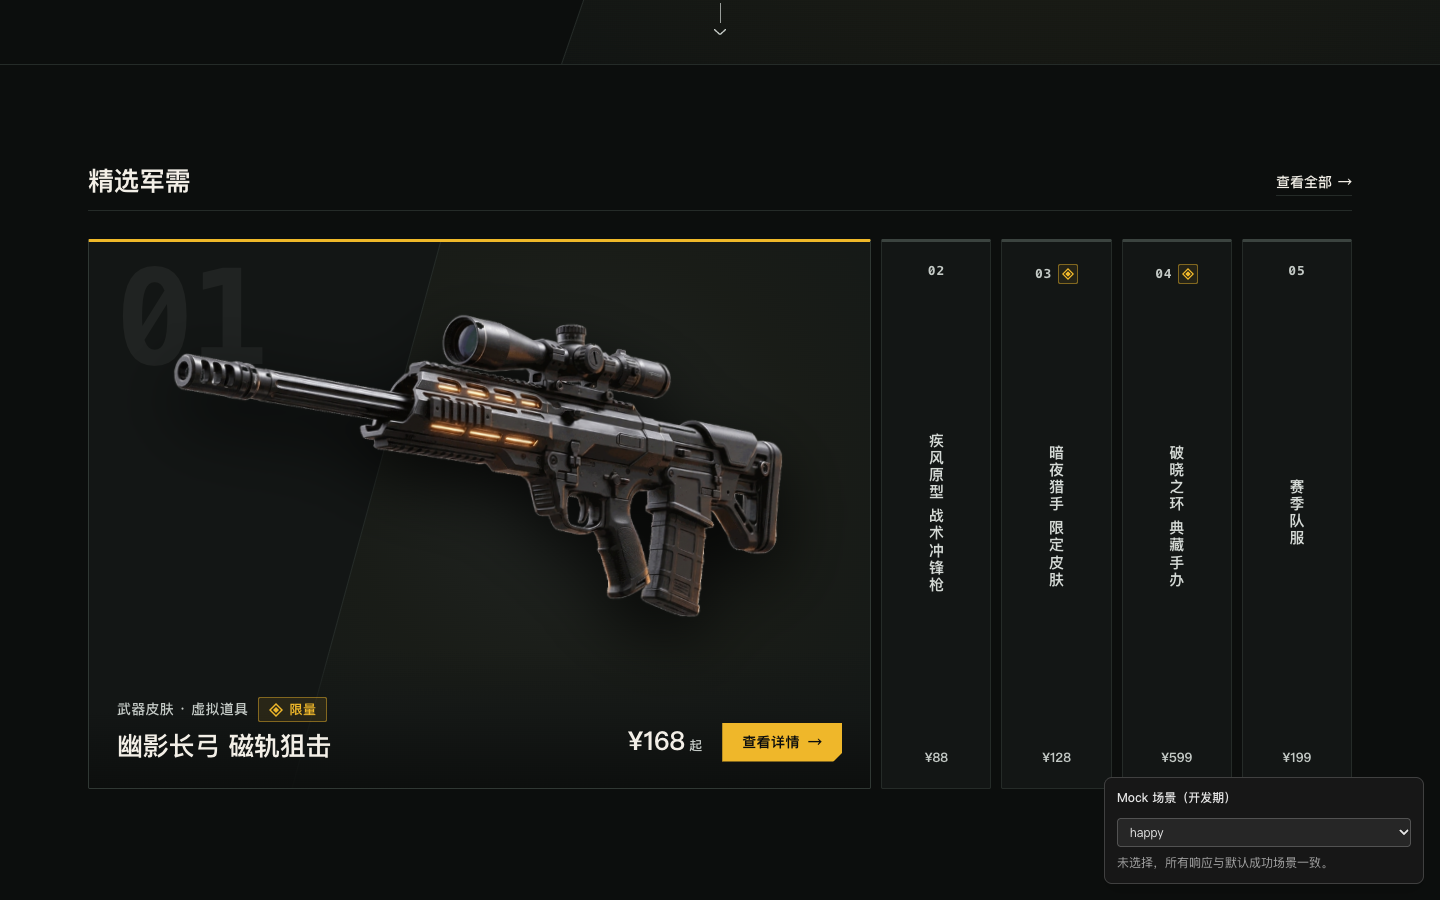 精选军需
查看全部 →
01
武器皮肤 · 虚拟道具 限量
幽影长弓 磁轨狙击
¥168 起
查看详情 →
02
疾风原型 战术冲锋枪
¥88
03
暗夜猎手 限定皮肤
¥128
04
破晓之环 典藏手办
¥599
05
赛季队服
¥199
Mock 场景（开发期）
happy
未选择，所有响应与默认成功场景一致。